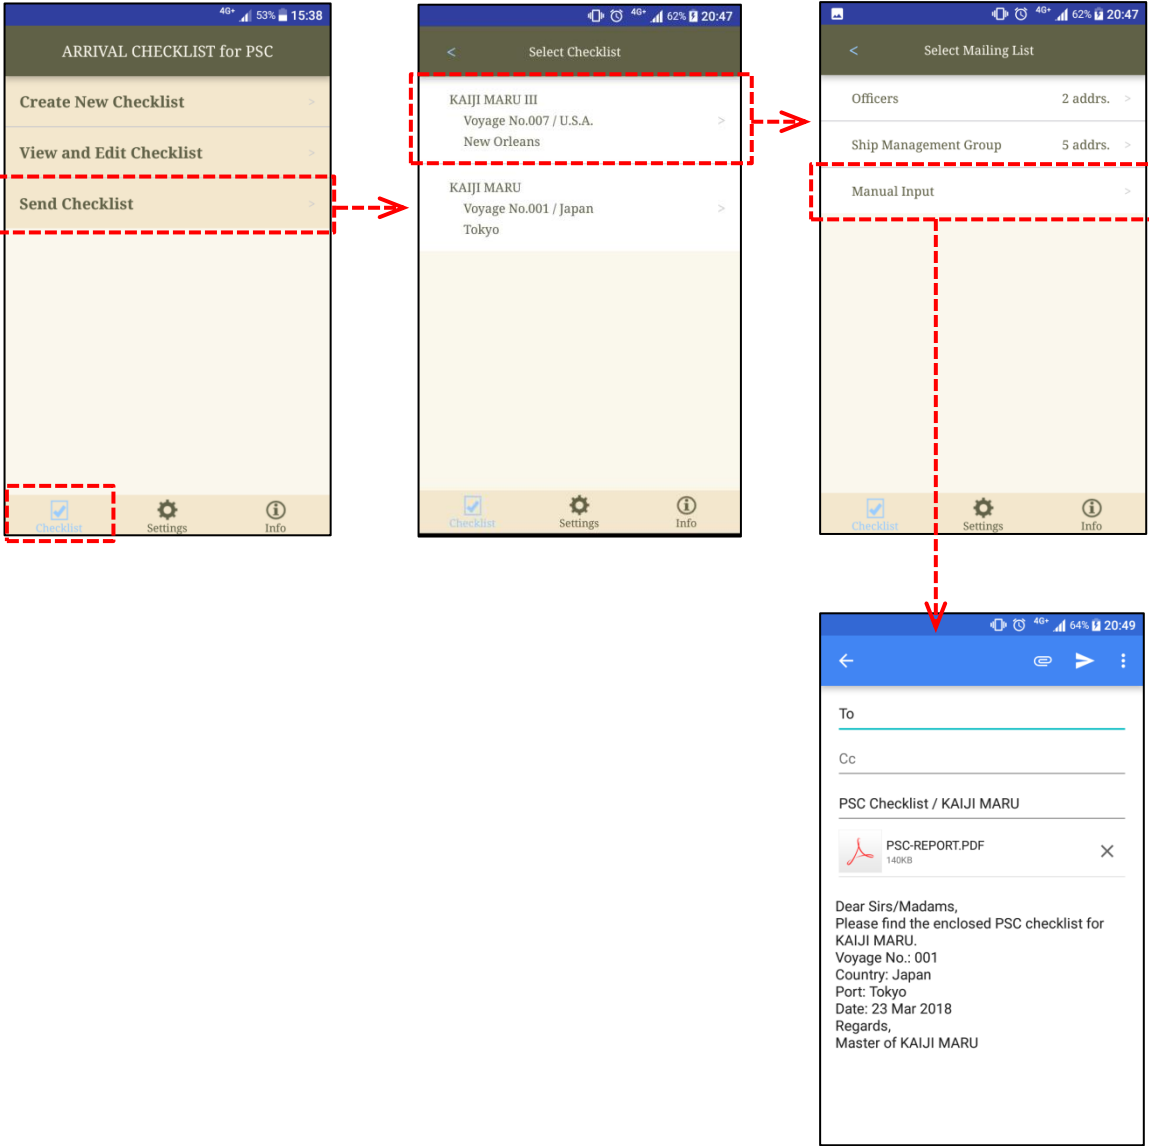 4G+ 53% 15:38
ARRIVAL CHECKLIST for PSC
Create New Checklist >
View and Edit Checklist >
Send Checklist >
Checklist Settings Info
4G+ 62% 20:47
< Select Checklist
KAIJI MARU III
Voyage No.007 / U.S.A. >
New Orleans
KAIJI MARU
Voyage No.001 / Japan >
Tokyo
Checklist Settings Info
4G+ 62% 20:47
< Select Mailing List
Officers 2 addrs. >
Ship Management Group 5 addrs. >
Manual Input >
Checklist Settings Info
4G+ 64% 20:49
To
Cc
PSC Checklist / KAIJI MARU
PSC-REPORT.PDF
140KB
Dear Sirs/Madams,
Please find the enclosed PSC checklist for
KAIJI MARU.
Voyage No.: 001
Country: Japan
Port: Tokyo
Date: 23 Mar 2018
Regards,
Master of KAIJI MARU